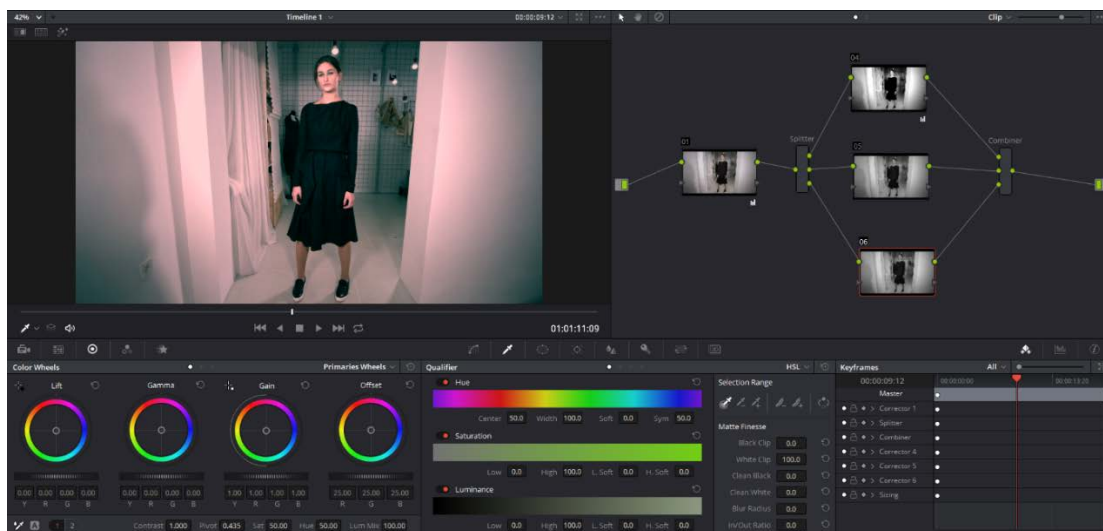 42%
Timeline 1
00:00:09:12
Clip
01
Splitter
04
05
06
Combiner
01:01:11:09
Color Wheels
Primaries Wheels
Lift
Gamma
Gain
Offset
0.00 0.00 0.00 0.00
0.00 0.00 0.00 0.00
1.00 1.00 1.00 1.00
25.00 25.00 25.00
Y R G B
Y R G B
Y R G B
R G B
A 1 2
Contrast 1.000 Pivot 0.435 Sat 50.00 Hue 50.00 Lum Mix 100.00
Qualifier
HSL
Hue
Center 50.0 Width 100.0 Soft 0.0 Sym 50.0
Saturation
Low 0.0 High 100.0 L. Soft 0.0 H. Soft 0.0
Luminance
Low 0.0 High 100.0 L. Soft 0.0 H. Soft 0.0
Selection Range
Matte Finesse
Black Clip 0.0
White Clip 100.0
Clean Black 0.0
Clean White 0.0
Blur Radius 0.0
In/Out Ratio 0.0
Keyframes
All
00:00:09:12
00:00:00:00
00:00:13:20
Master
Corrector 1
Splitter
Combiner
Corrector 4
Corrector 5
Corrector 6
Sizing